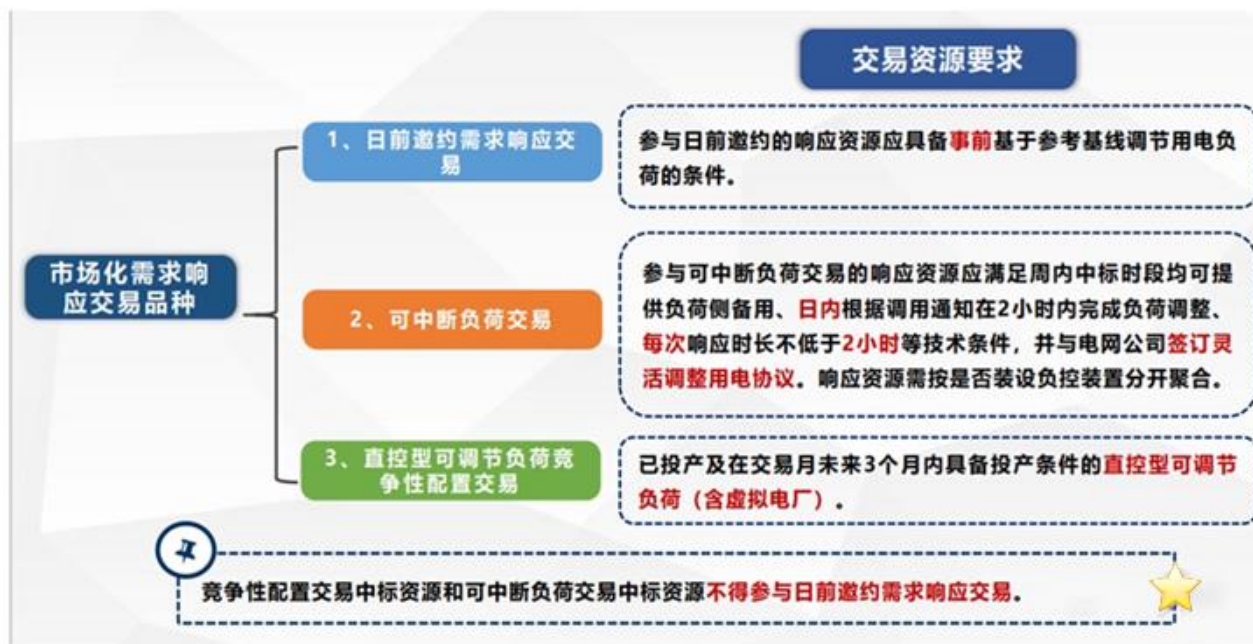 交易资源要求
1、日前邀约需求响应交
易
参与日前邀约的响应资源应具备事前基于参考基线调节用电负
荷的条件。
市场化需求响
应交易品种
2、可中断负荷交易
参与可中断负荷交易的响应资源应满足周内中标时段均可提
供负荷侧备用、日内根据调用通知在2小时内完成负荷调整、
每次响应时长不低于2小时等技术条件，并与电网公司签订灵
活调整用电协议。响应资源需按是否装设负控装置分开聚合。
3、直控型可调节负荷竞
争性配置交易
已投产及在交易月未来3个月内具备投产条件的直控型可调节
负荷（含虚拟电厂）。
竞争性配置交易中标资源和可中断负荷交易中标资源不得参与日前邀约需求响应交易。